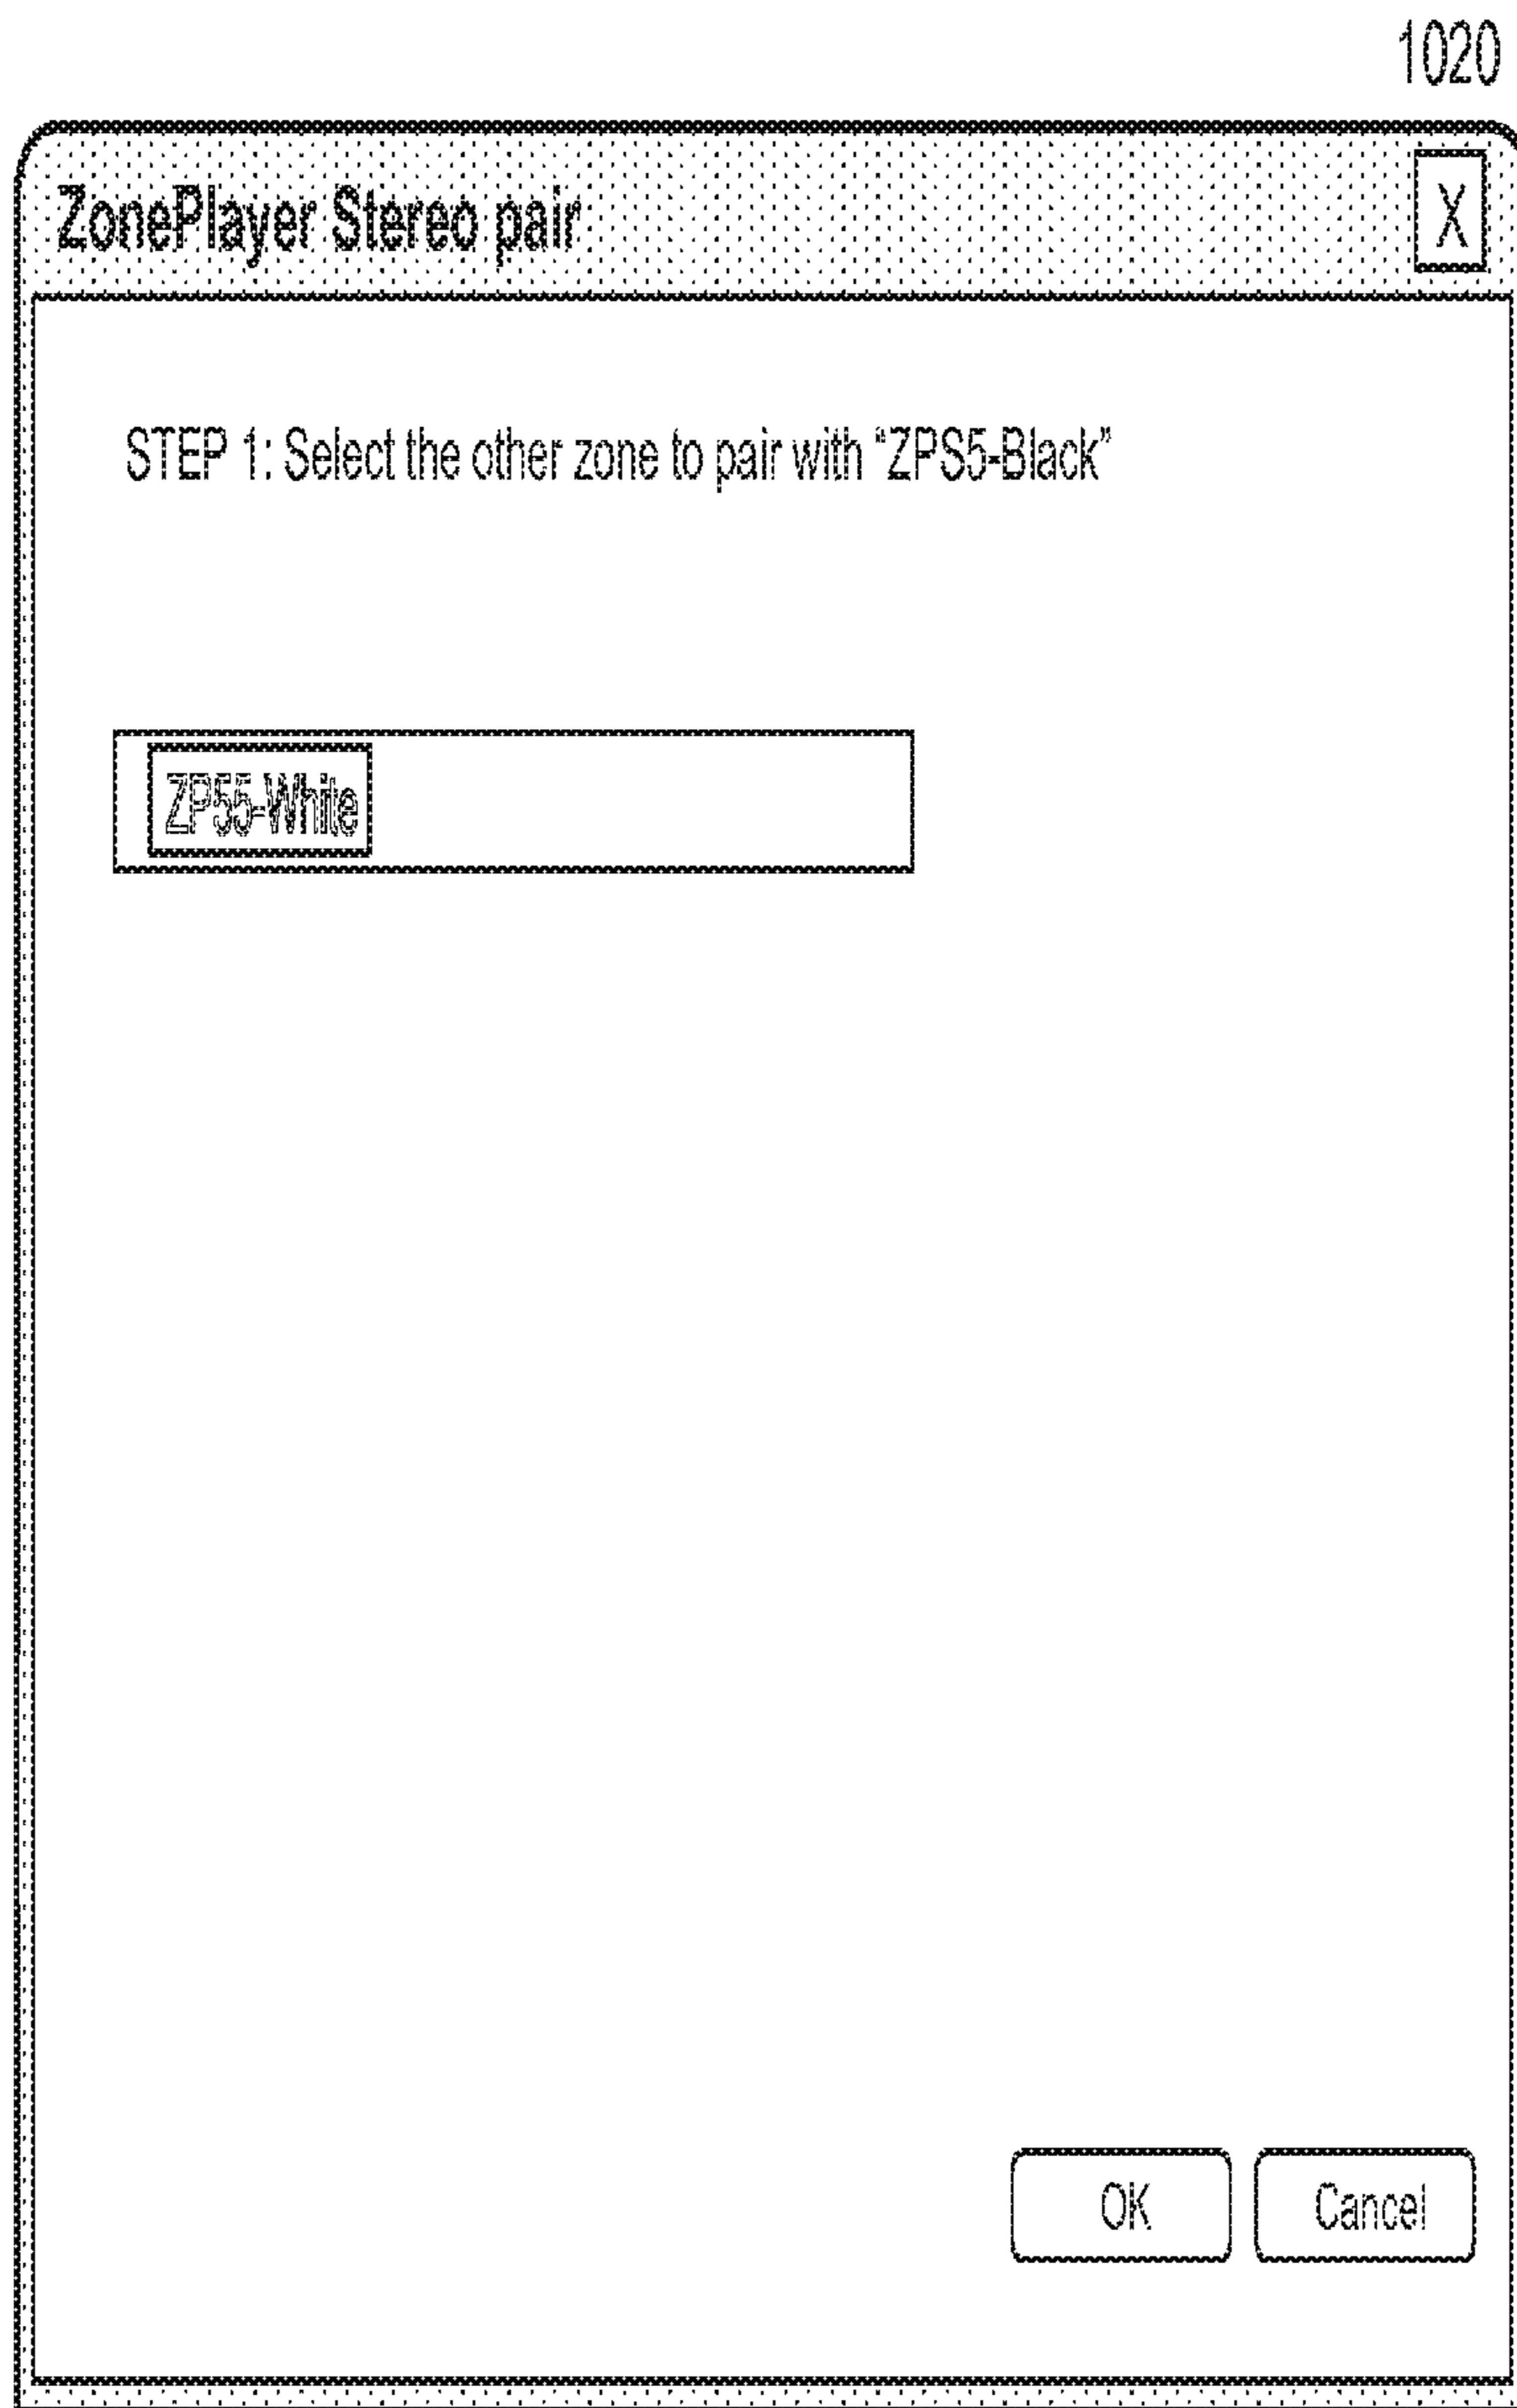 1020
ZonePlayer Stereo pair
X
STEP 1: Select the other zone to pair with “ZPS5-Black”
ZP55-White
OK
Cancel